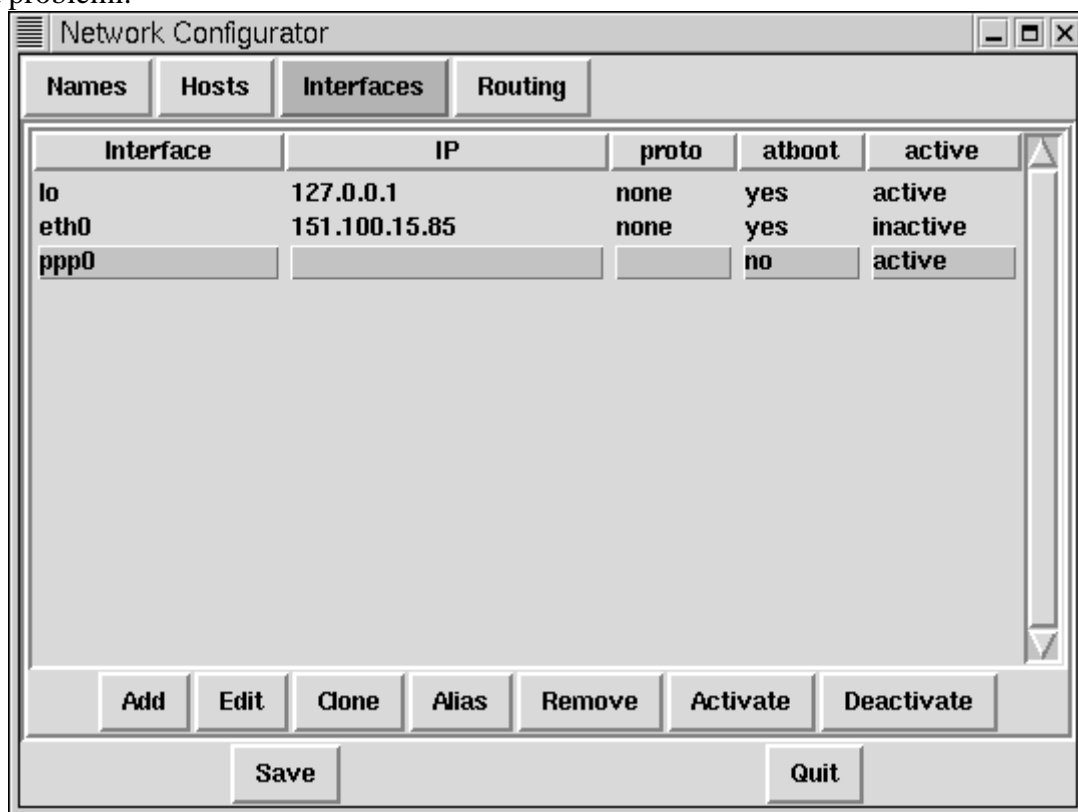 problemi.
Network Configurator
Names Hosts Interfaces Routing
Interface IP proto atboot active
lo 127.0.0.1 none yes active
eth0 151.100.15.85 none yes inactive
ppp0 no active
Add Edit Clone Alias Remove Activate Deactivate
Save Quit